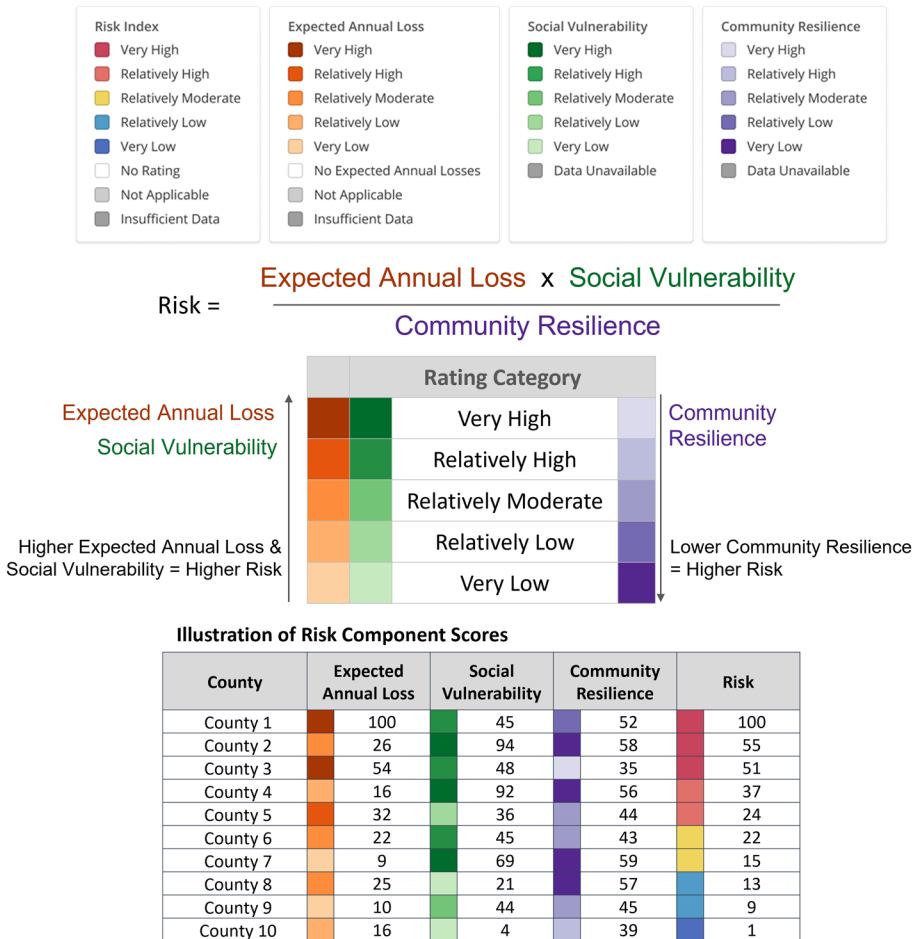 Risk Index
Very High
Relatively High
Relatively Moderate
Relatively Low
Very Low
No Rating
Not Applicable
Insufficient Data
Expected Annual Loss
Very High
Relatively High
Relatively Moderate
Relatively Low
Very Low
No Expected Annual Losses
Not Applicable
Insufficient Data
Social Vulnerability
Very High
Relatively High
Relatively Moderate
Relatively Low
Very Low
Data Unavailable
Community Resilience
Very High
Relatively High
Relatively Moderate
Relatively Low
Very Low
Data Unavailable
Risk =
Expected Annual Loss x Social Vulnerability
Community Resilience
Rating Category
Very High
Relatively High
Relatively Moderate
Relatively Low
Very Low
Expected Annual Loss
Social Vulnerability
Higher Expected Annual Loss &
Social Vulnerability = Higher Risk
Community
Resilience
Lower Community Resilience
= Higher Risk
Illustration of Risk Component Scores
County
Expected
Annual Loss
Social
Vulnerability
Community
Resilience
Risk
County 1 100 45 52 100
County 2 26 94 58 55
County 3 54 48 35 51
County 4 16 92 56 37
County 5 32 36 44 24
County 6 22 45 43 22
County 7 9 69 59 15
County 8 25 21 57 13
County 9 10 44 45 9
County 10 16 4 39 1